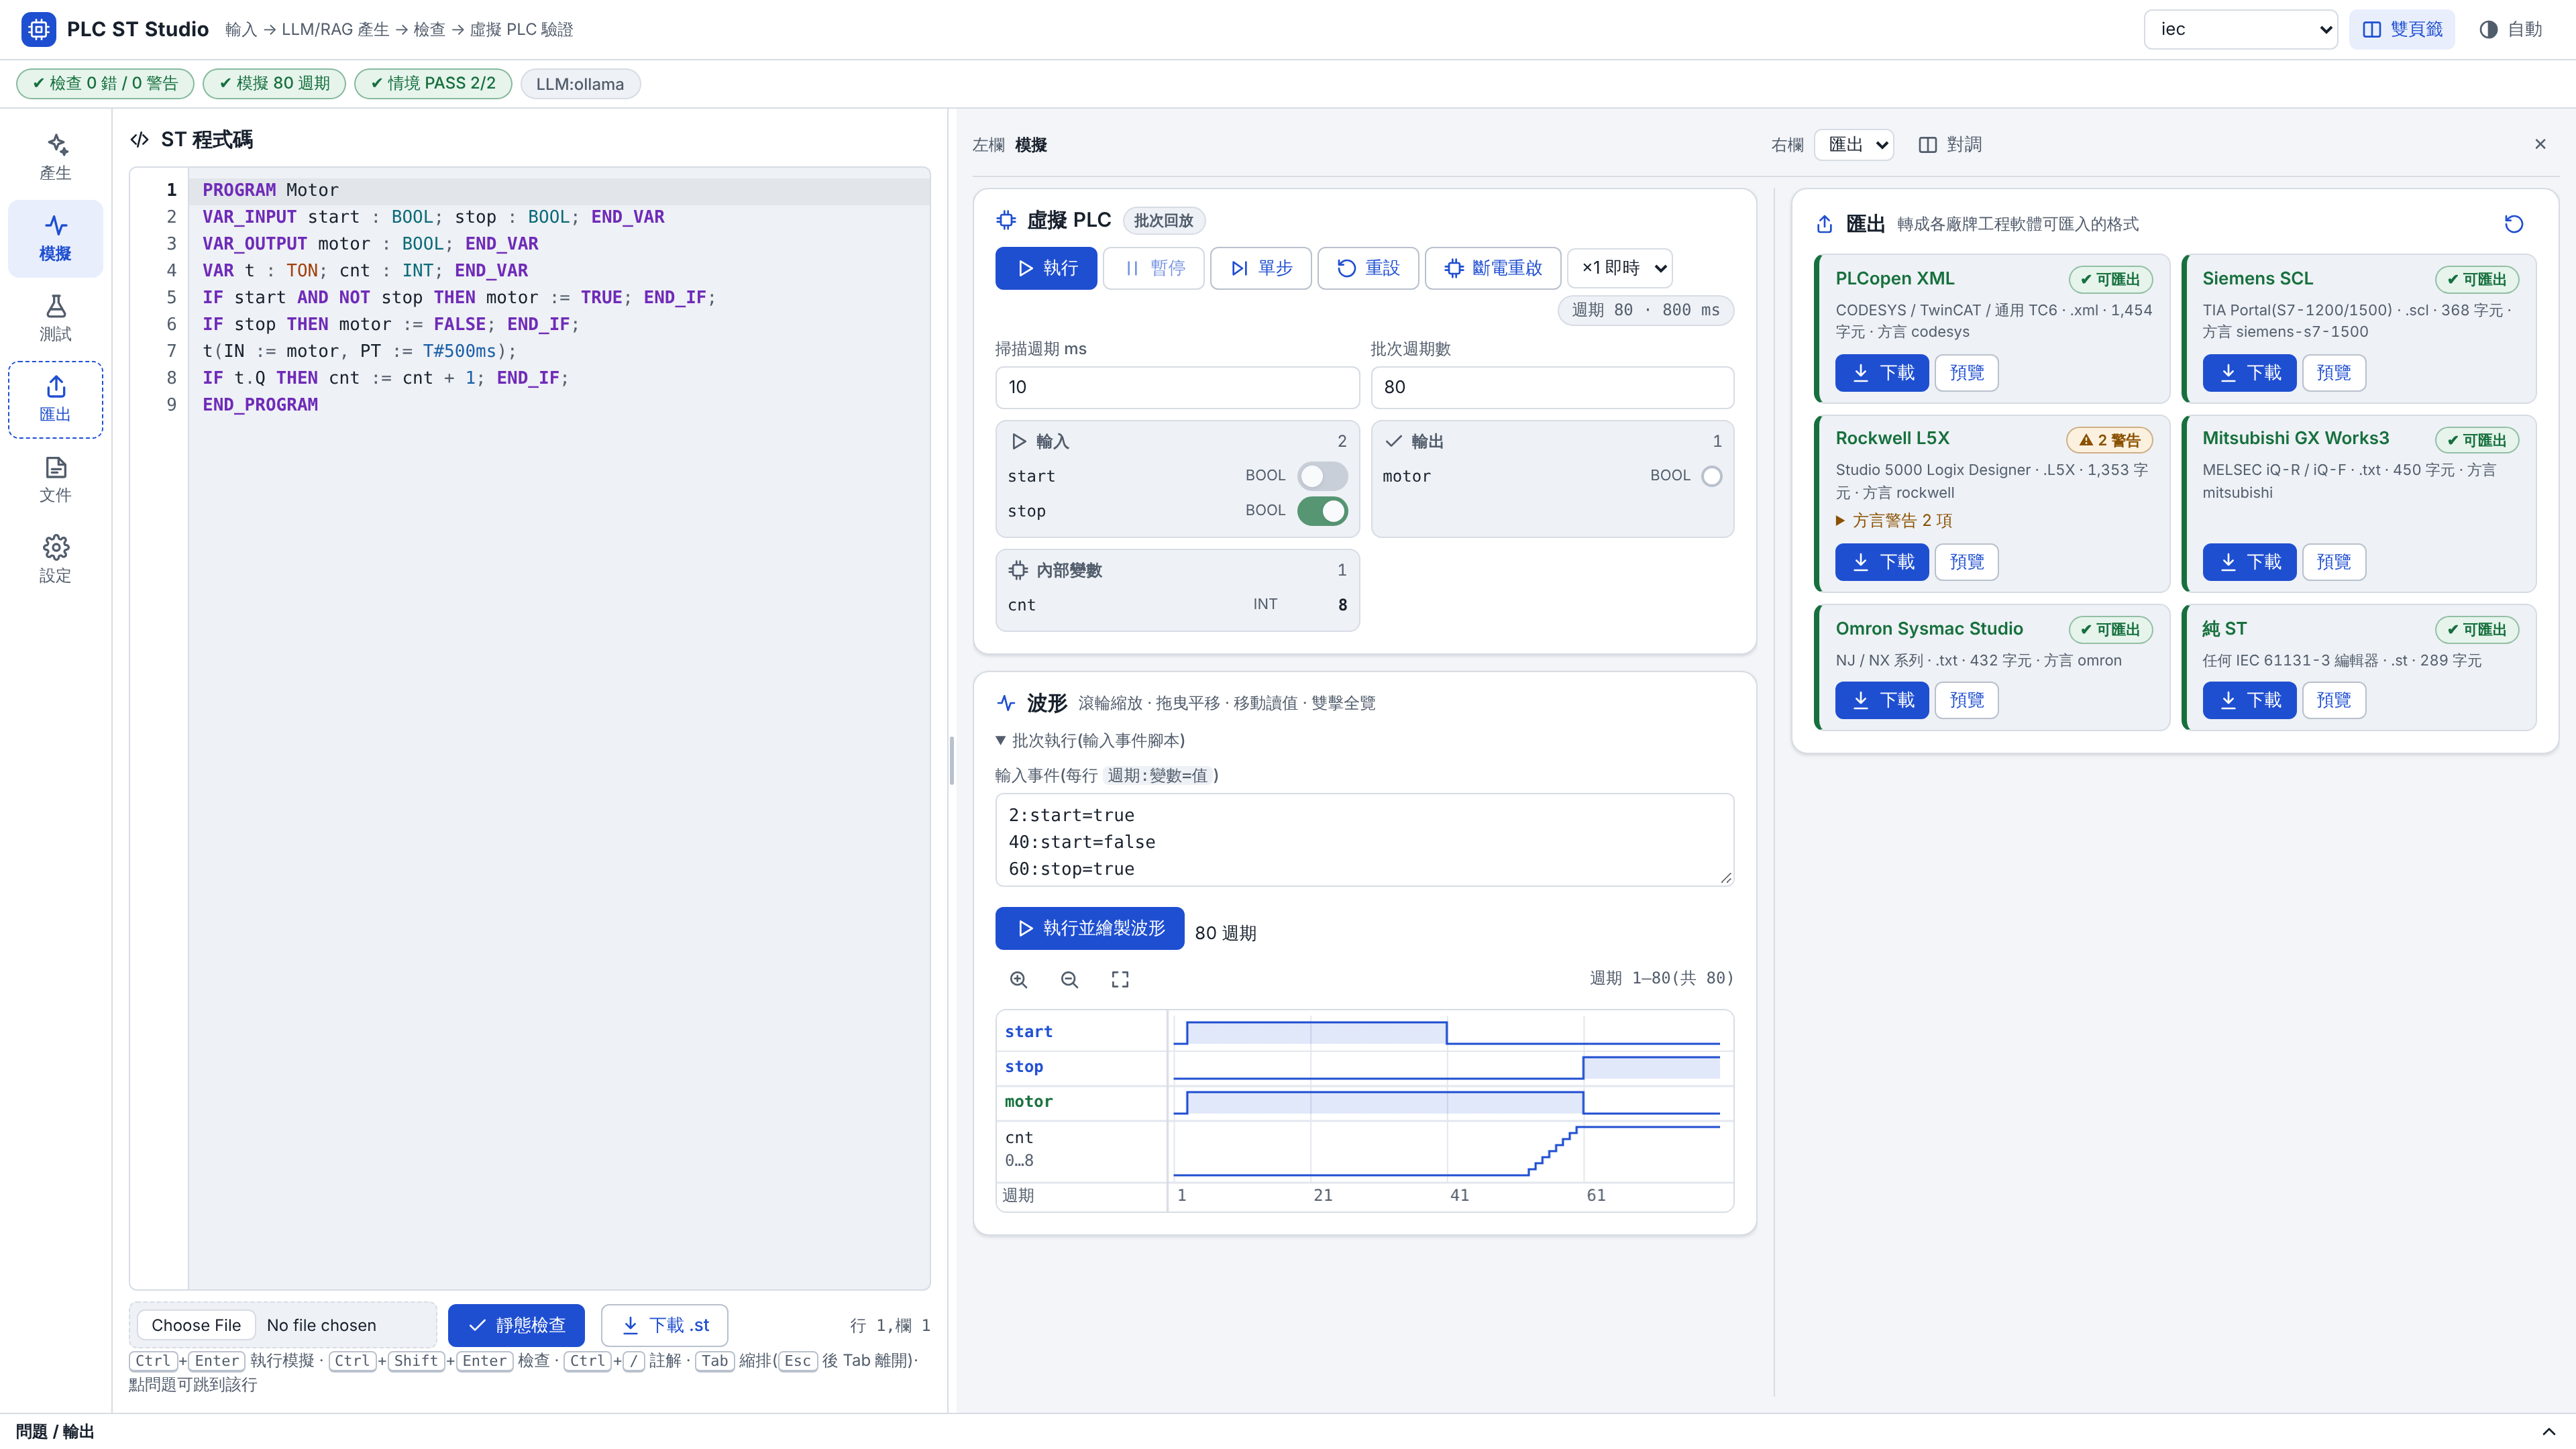 PLC ST Studio 輸入 → LLM/RAG 產生 → 檢查 → 虛擬 PLC 驗證
iec 雙頁籤 自動
✔ 檢查 0 錯 / 0 警告 ✔ 模擬 80 週期 ✔ 情境 PASS 2/2 LLM:ollama
產生
模擬
測試
匯出
文件
設定
ST 程式碼
1 PROGRAM Motor
2 VAR_INPUT start : BOOL; stop : BOOL; END_VAR
3 VAR_OUTPUT motor : BOOL; END_VAR
4 VAR t : TON; cnt : INT; END_VAR
5 IF start AND NOT stop THEN motor := TRUE; END_IF;
6 IF stop THEN motor := FALSE; END_IF;
7 t(IN := motor, PT := T#500ms);
8 IF t.Q THEN cnt := cnt + 1; END_IF;
9 END_PROGRAM
Choose File No file chosen 靜態檢查 下載 .st 行 1,欄 1
Ctrl+Enter 執行模擬 · Ctrl+Shift+Enter 檢查 · Ctrl+/ 註解 · Tab 縮排(Esc 後 Tab 離開)·
點問題可跳到該行
左欄 模擬 右欄 匯出 對調 ×
虛擬 PLC 批次回放
執行 暫停 單步 重設 斷電重啟 ×1 即時
週期 80 · 800 ms
掃描週期 ms 批次週期數
10 80
輸入 2
start BOOL
stop BOOL
輸出 1
motor BOOL
內部變數 1
cnt INT 8
波形 滾輪縮放 · 拖曳平移 · 移動讀值 · 雙擊全覽
▼ 批次執行(輸入事件腳本)
輸入事件(每行 週期:變數=值 )
2:start=true
40:start=false
60:stop=true
執行並繪製波形 80 週期
週期 1–80(共 80)
start
stop
motor
cnt
0…8
週期 1 21 41 61
匯出 轉成各廠牌工程軟體可匯入的格式
PLCopen XML ✔ 可匯出
CODESYS / TwinCAT / 通用 TC6 · .xml · 1,454
字元 · 方言 codesys
下載 預覽
Siemens SCL ✔ 可匯出
TIA Portal(S7-1200/1500) · .scl · 368 字元 ·
方言 siemens-s7-1500
下載 預覽
Rockwell L5X ⚠ 2 警告
Studio 5000 Logix Designer · .L5X · 1,353 字
元 · 方言 rockwell
▶ 方言警告 2 項
下載 預覽
Mitsubishi GX Works3 ✔ 可匯出
MELSEC iQ-R / iQ-F · .txt · 450 字元 · 方言
mitsubishi
下載 預覽
Omron Sysmac Studio ✔ 可匯出
NJ / NX 系列 · .txt · 432 字元 · 方言 omron
下載 預覽
純 ST ✔ 可匯出
任何 IEC 61131-3 編輯器 · .st · 289 字元
下載 預覽
問題 / 輸出